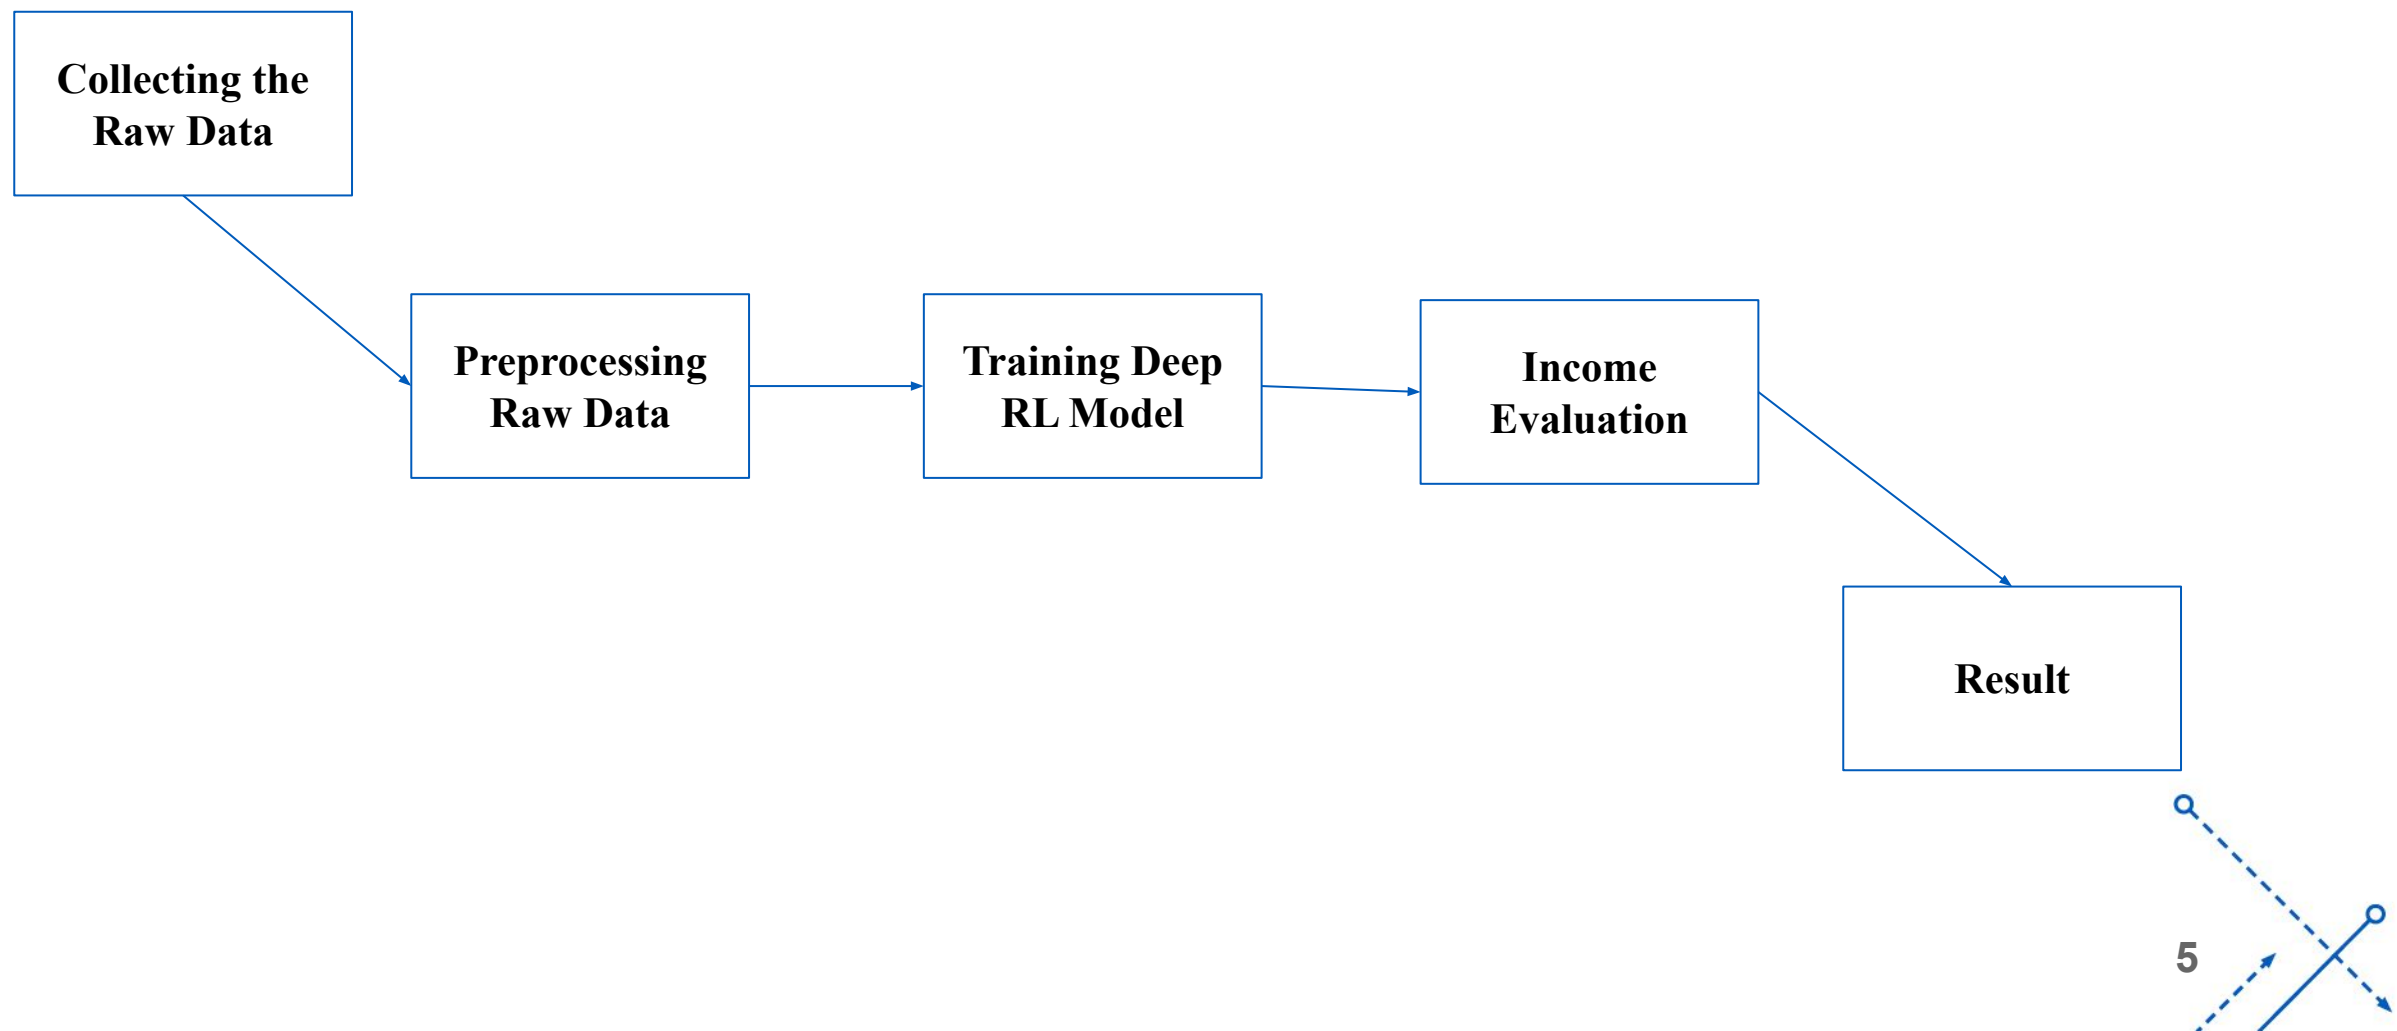 Collecting the
Raw Data
Preprocessing
Raw Data
Training Deep
RL Model
Income
Evaluation
Result
5